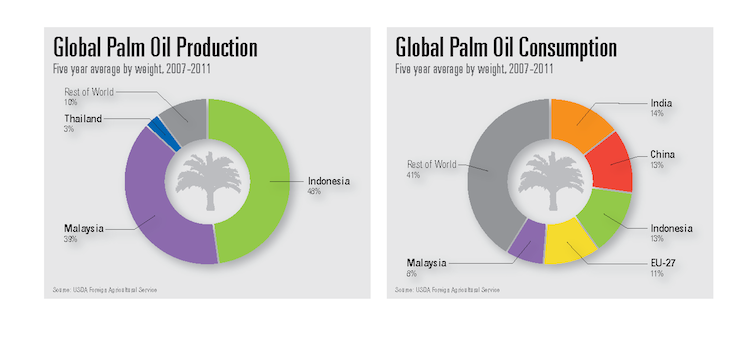 Global Palm Oil Production
Five year average by weight, 2007-2011
Rest of World
10%
Thailand
3%
Indonesia
48%
Malaysia
39%
Source: USDA Foreign Agricultural Service
Global Palm Oil Consumption
Five year average by weight, 2007-2011
India
14%
China
13%
Rest of World
41%
Indonesia
13%
Malaysia
8%
EU-27
11%
Source: USDA Foreign Agricultural Service